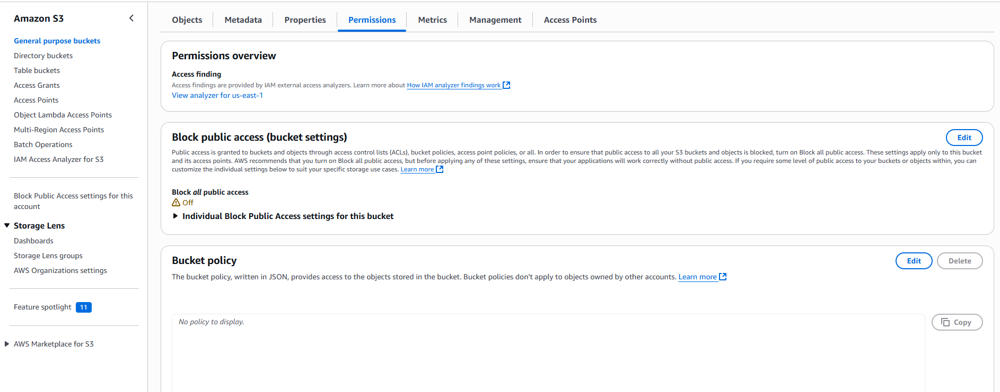 Amazon S3
General purpose buckets
Directory buckets
Table buckets
Access Grants
Access Points
Object Lambda Access Points
Multi-Region Access Points
Batch Operations
IAM Access Analyzer for S3
Block Public Access settings for this
account
Storage Lens
Dashboards
Storage Lens groups
AWS Organizations settings
Feature spotlight 11
AWS Marketplace for S3
Objects Metadata Properties Permissions Metrics Management Access Points
Permissions overview
Access finding
Access findings are provided by IAM external access analyzers. Learn more about How IAM analyzer findings work
View analyzer for us-east-1
Block public access (bucket settings) Edit
Public access is granted to buckets and objects through access control lists (ACLs), bucket policies, access point policies, or all. In order to ensure that public access to all your S3 buckets and objects is blocked, turn on Block all public access. These settings apply only to this bucket
and its access points. AWS recommends that you turn on Block all public access, but before applying any of these settings, ensure that your applications will work correctly without public access. If you require some level of public access to your buckets or objects within, you can
customize the individual settings below to suit your specific storage use cases. Learn more
Block all public access
Off
Individual Block Public Access settings for this bucket
Bucket policy Edit Delete
The bucket policy, written in JSON, provides access to the objects stored in the bucket. Bucket policies don't apply to objects owned by other accounts. Learn more
No policy to display. Copy